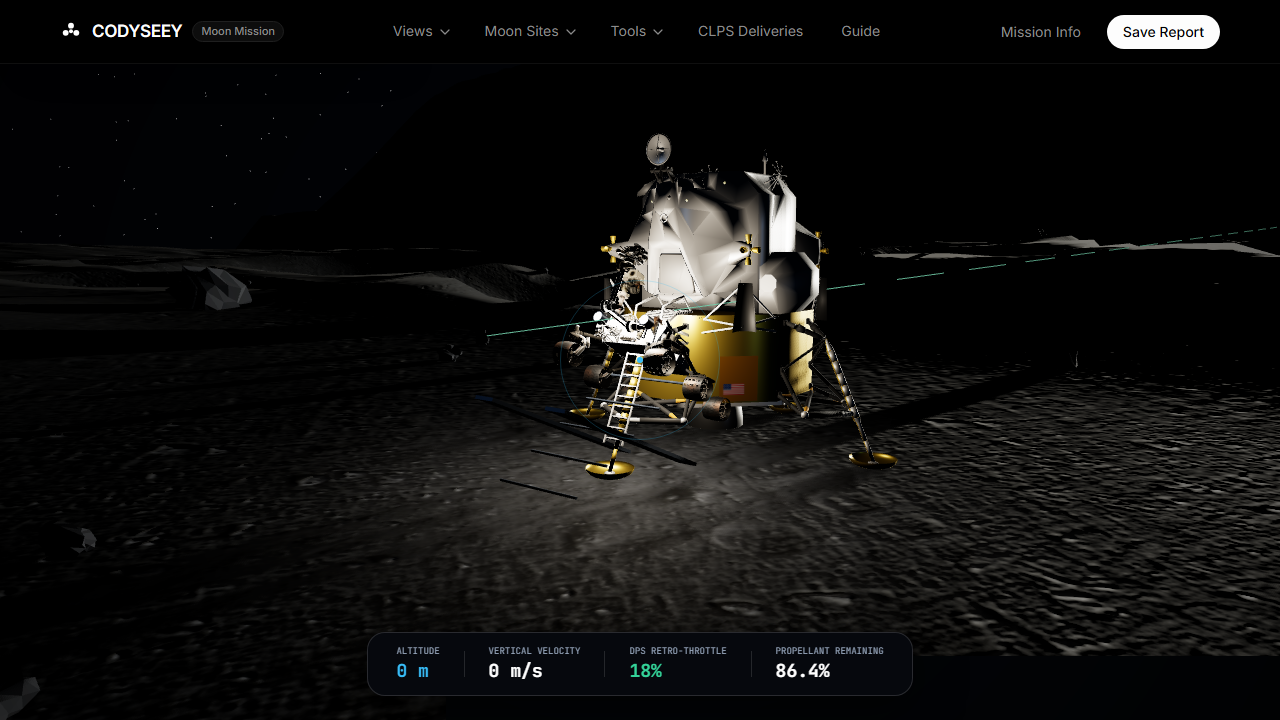 CODYSEEY Moon Mission Views Moon Sites Tools CLPS Deliveries Guide Mission Info Save Report
ALTITUDE VERTICAL VELOCITY DPS RETRO-THROTTLE PROPELLANT REMAINING
0 m 0 m/s 18% 86.4%